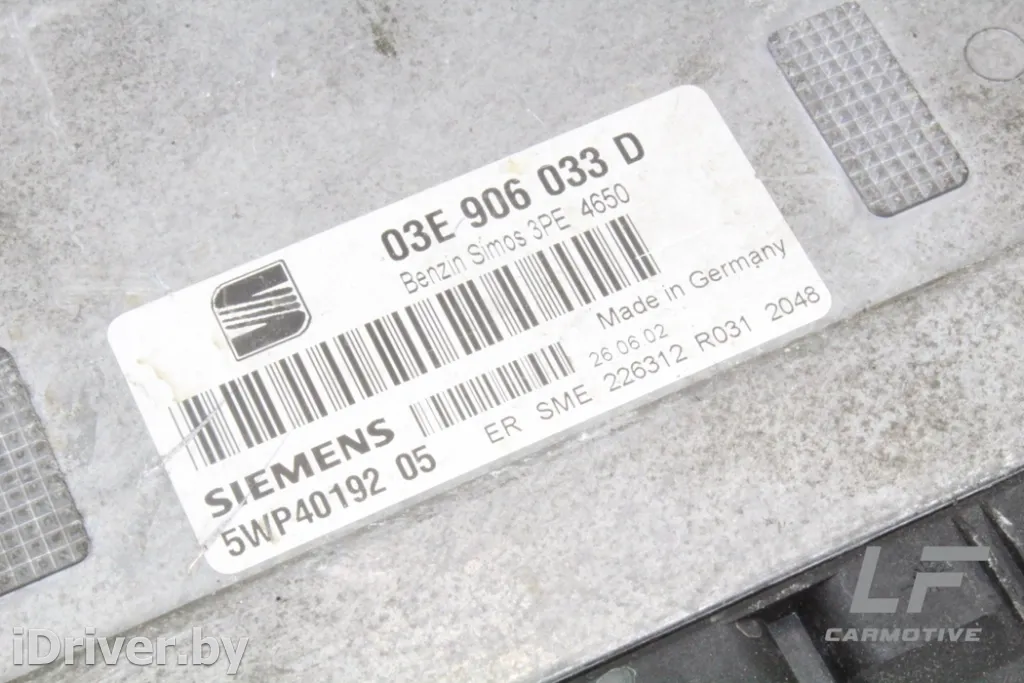 03E 906 033 D
Benzin Simos 3PE 4650
Made in Germany
26.06.02
ER SME 226312 R031 2048
SIEMENS
5WP40192 05
LF
CARMOTIVE
iDriver.by